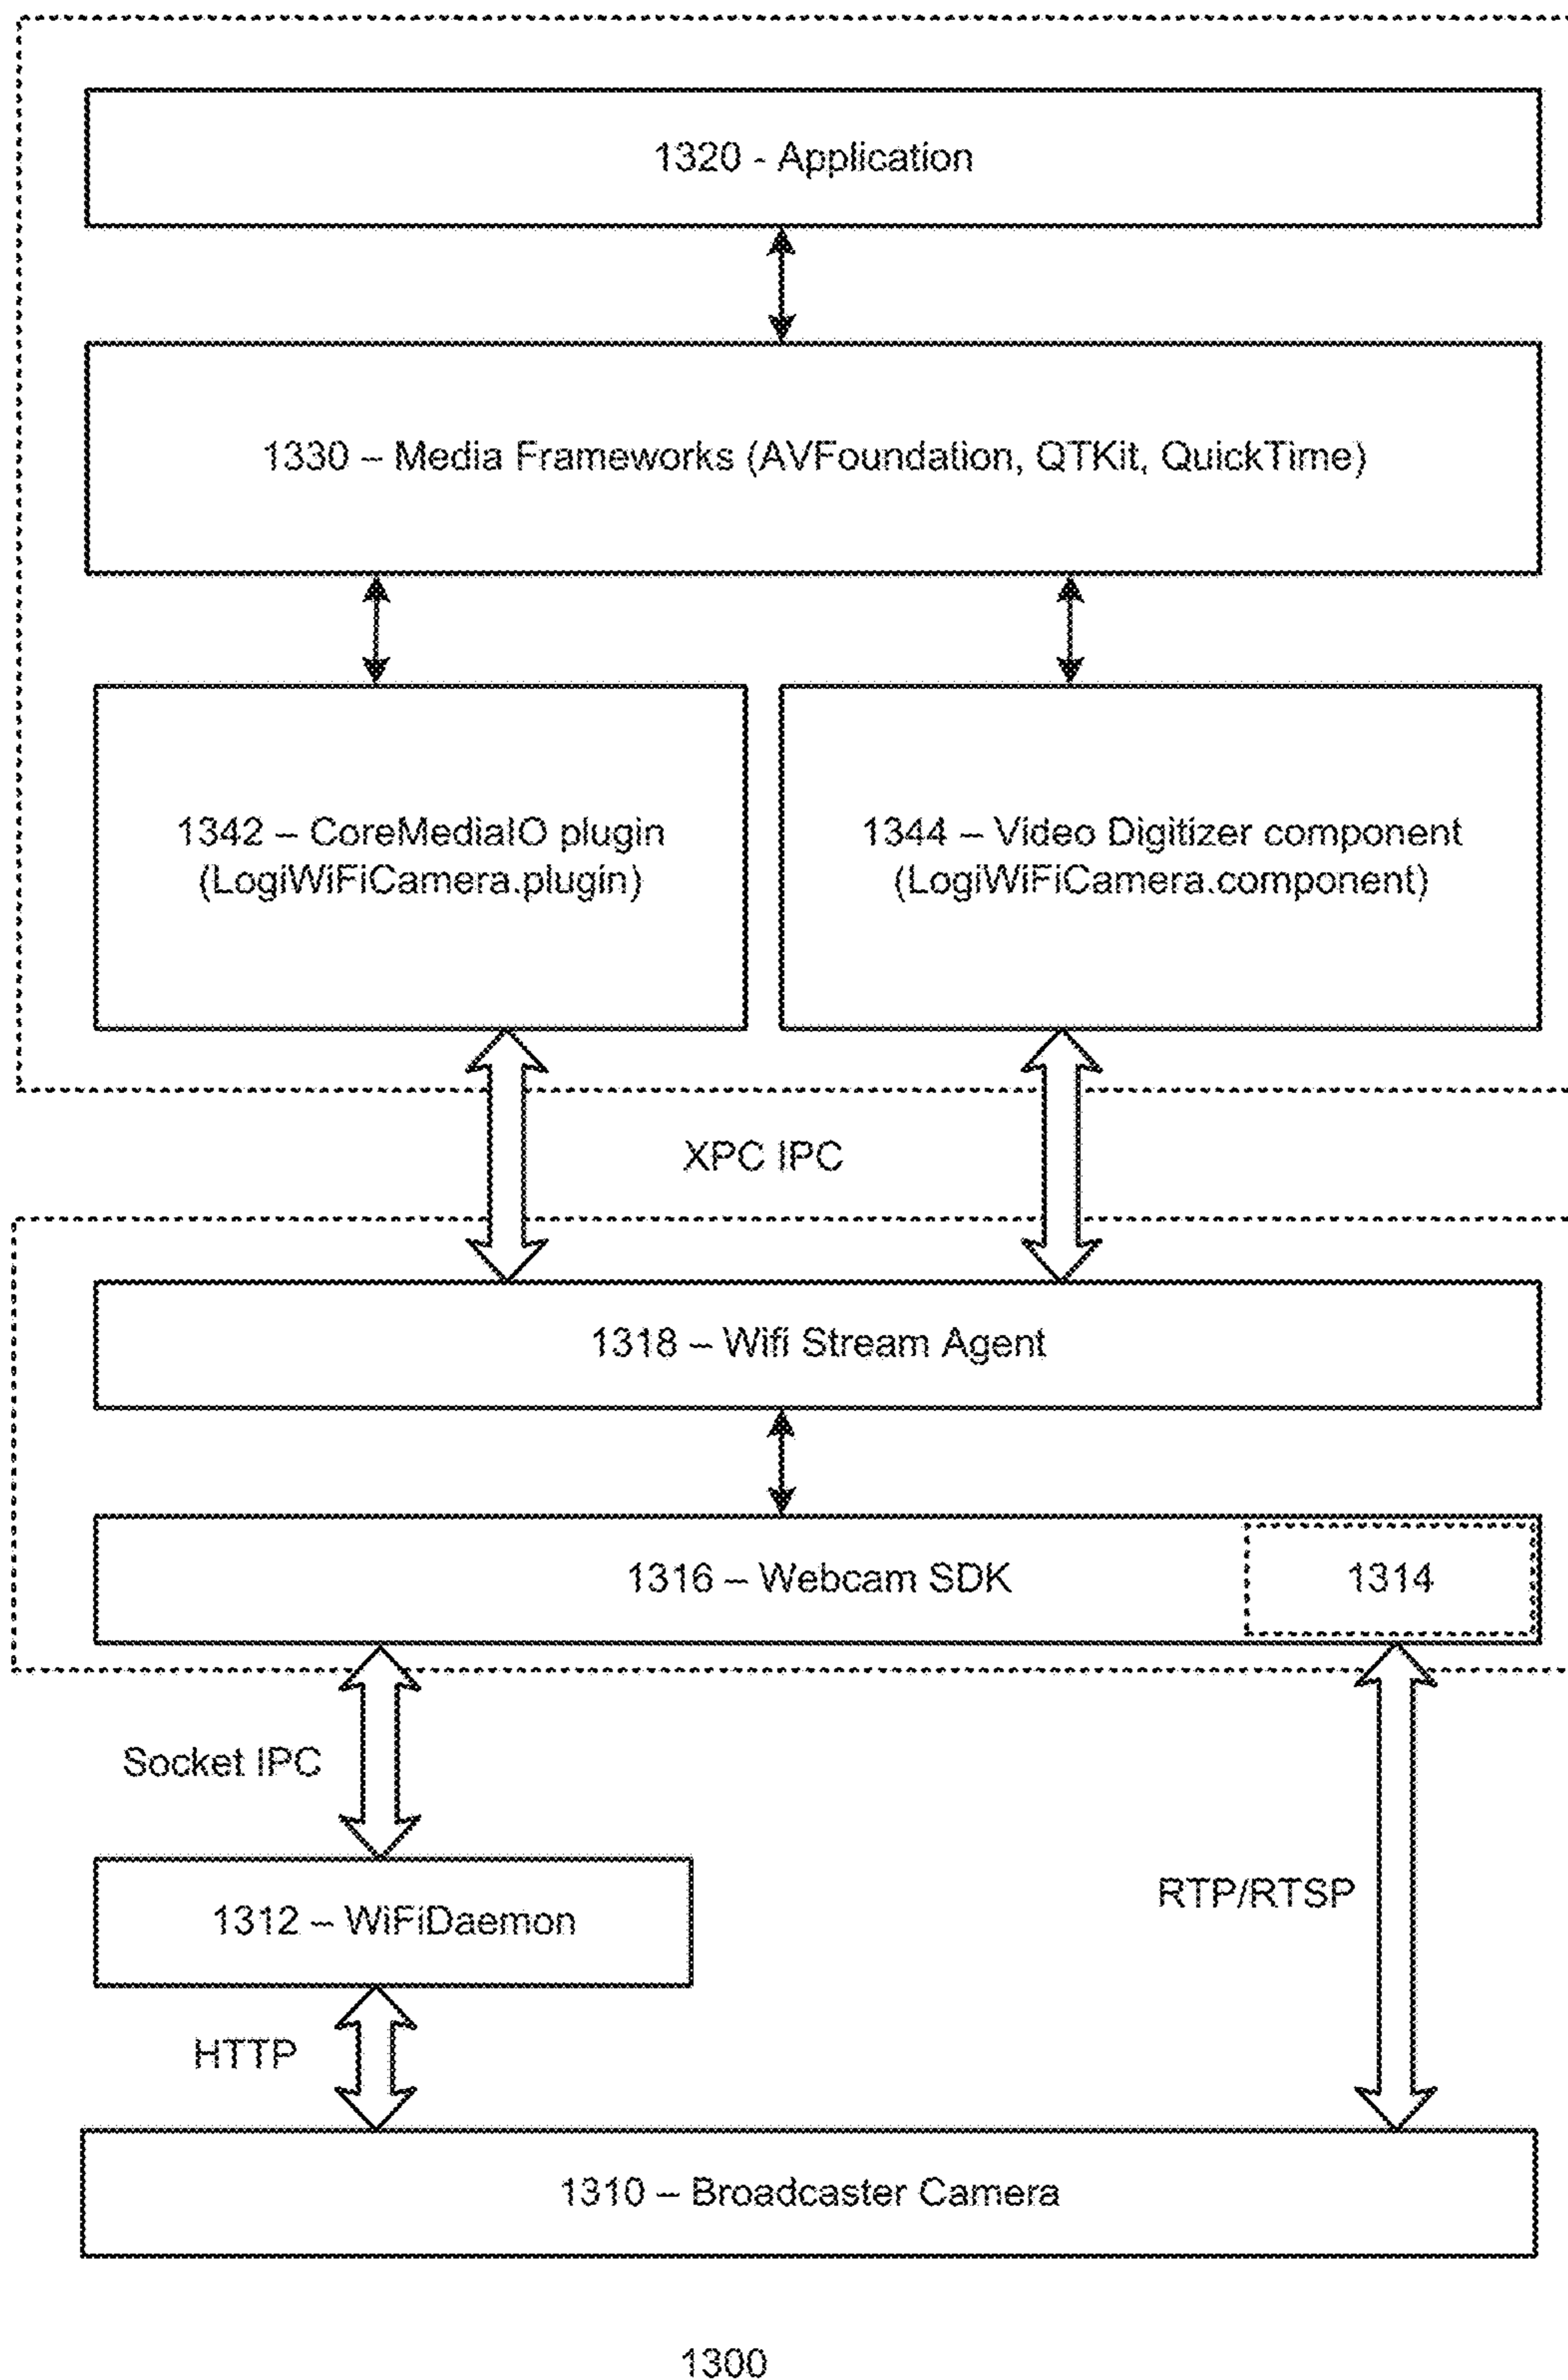 1320 - Application
1330 – Media Frameworks (AVFoundation, QTKit, QuickTime)
1342 – CoreMediaIO plugin
(LogiWiFiCamera.plugin)
1344 – Video Digitizer component
(LogiWiFiCamera.component)
XPC IPC
1318 – Wifi Stream Agent
1316 – Webcam SDK
1314
Socket IPC
1312 – WiFiDaemon
RTP/RTSP
HTTP
1310 – Broadcaster Camera
1300